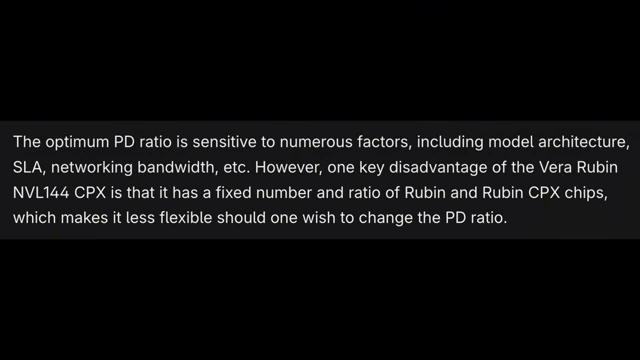 The optimum PD ratio is sensitive to numerous factors, including model architecture,
SLA, networking bandwidth, etc. However, one key disadvantage of the Vera Rubin
NVL144 CPX is that it has a fixed number and ratio of Rubin and Rubin CPX chips,
which makes it less flexible should one wish to change the PD ratio.